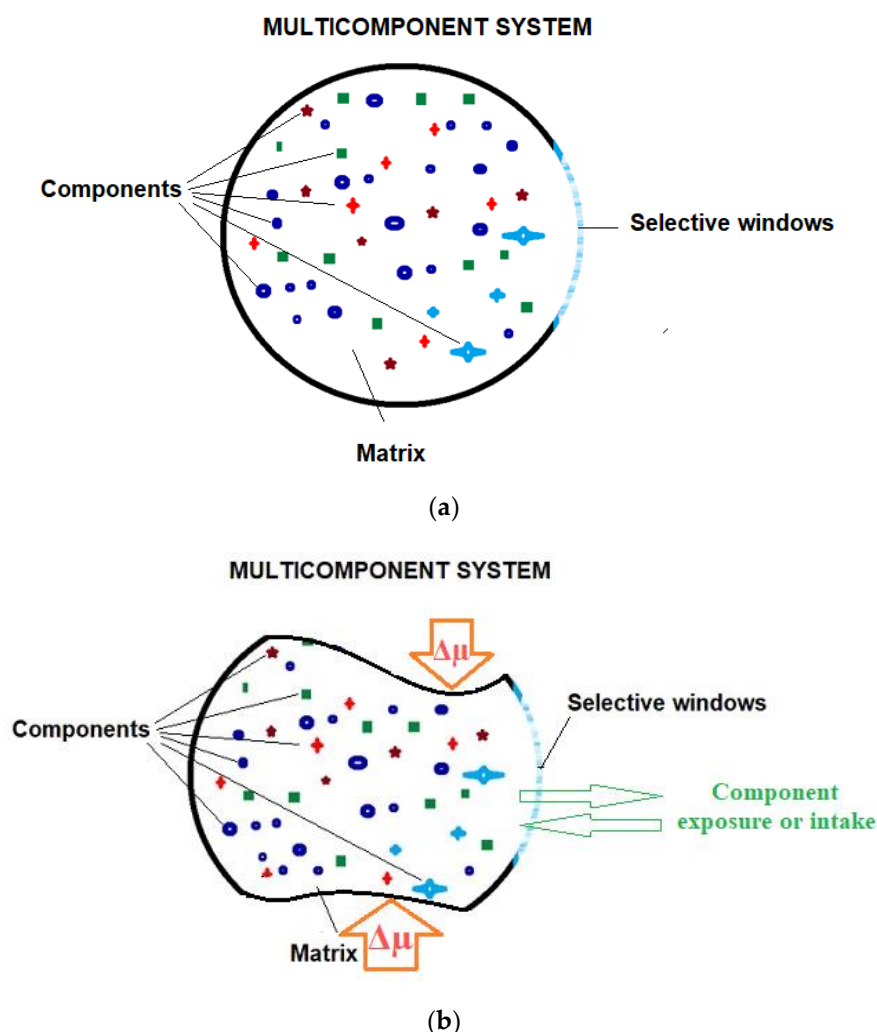 MULTICOMPONENT SYSTEM
Components
Selective windows
Matrix
(a)
MULTICOMPONENT SYSTEM
Δμ
Selective windows
Components
Component
exposure or intake
Matrix
Δμ
(b)